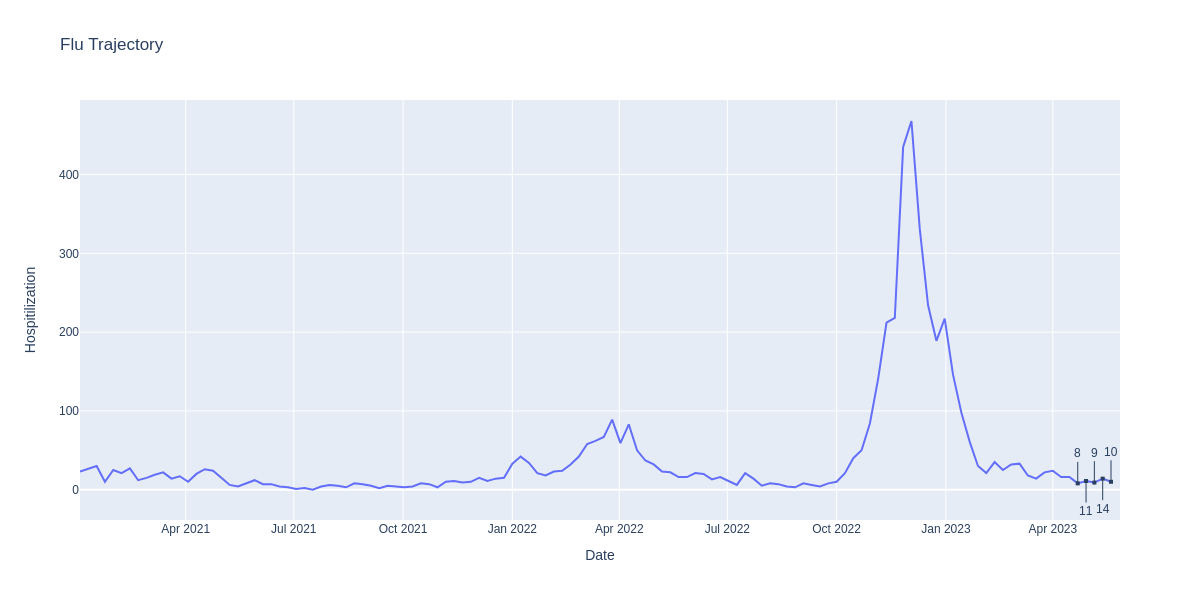 Flu Trajectory
Hospitilization
400
300
200
100
0
8 9 10
11 14
Apr 2021 Jul 2021 Oct 2021 Jan 2022 Apr 2022 Jul 2022 Oct 2022 Jan 2023 Apr 2023
Date